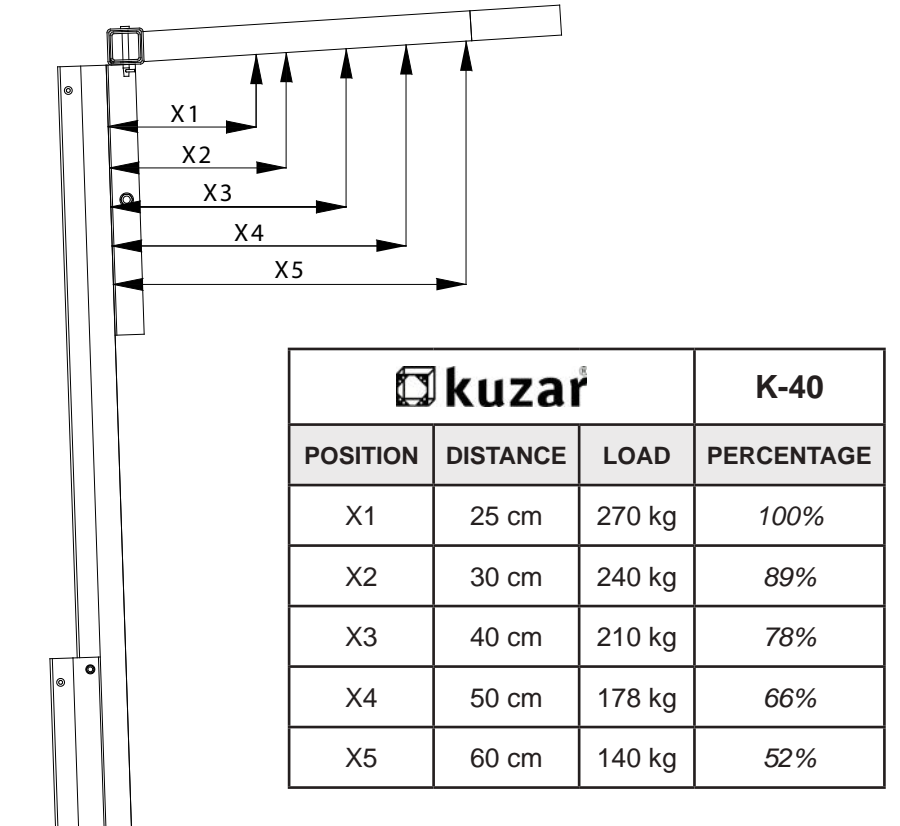 X1
X2
X3
X4
X5
kuzar® K-40
POSITION DISTANCE LOAD PERCENTAGE
X1 25 cm 270 kg 100%
X2 30 cm 240 kg 89%
X3 40 cm 210 kg 78%
X4 50 cm 178 kg 66%
X5 60 cm 140 kg 52%